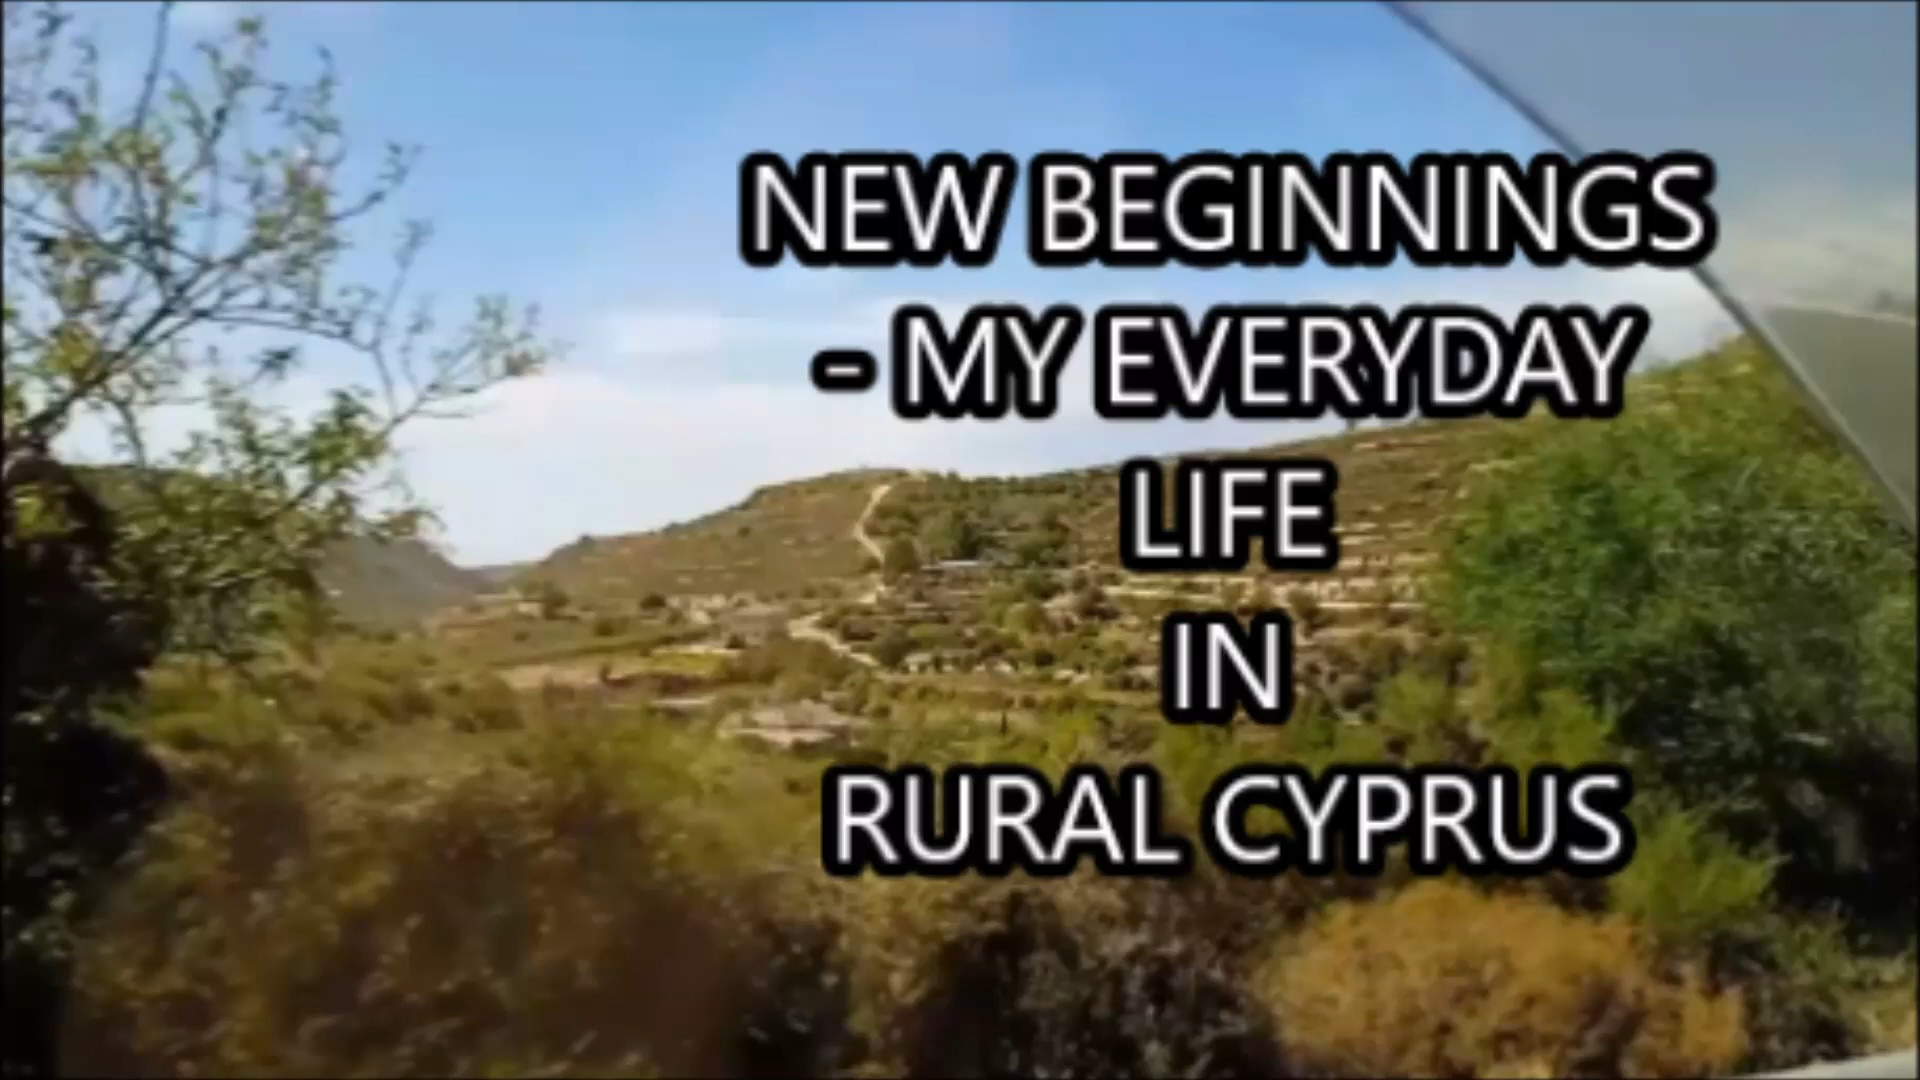 NEW BEGINNINGS
- MY EVERYDAY
LIFE
IN
RURAL CYPRUS